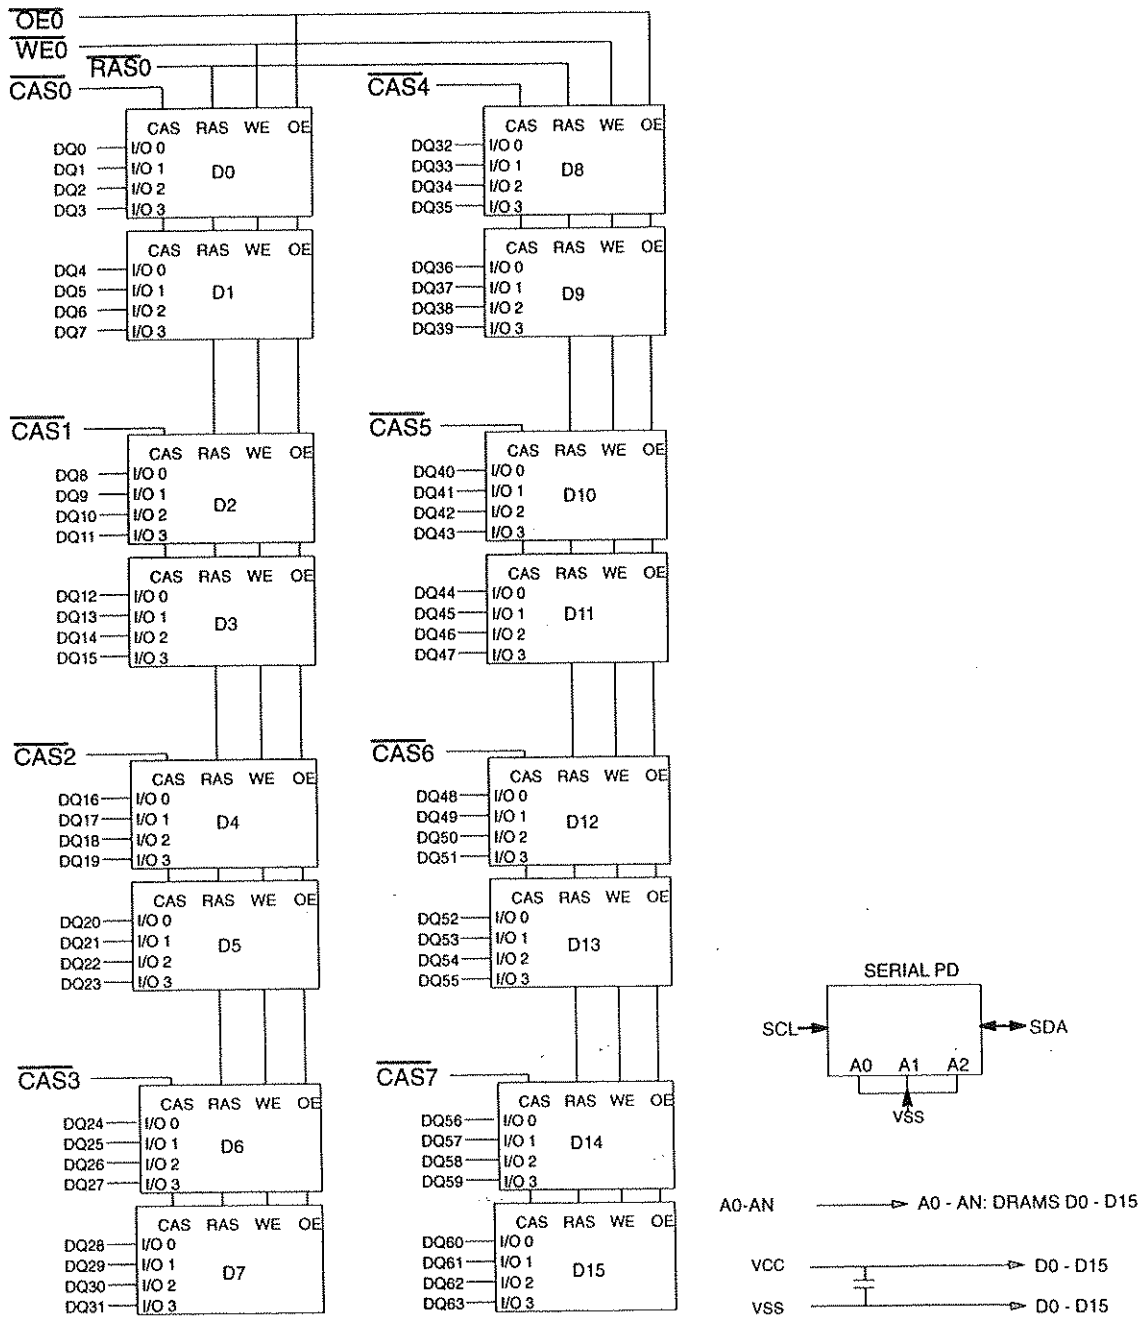 OE0
WE0
RAS0
CAS0
CAS RAS WE OE
DQ0 I/O 0
DQ1 I/O 1
DQ2 I/O 2
DQ3 I/O 3
D0
CAS RAS WE OE
DQ4 I/O 0
DQ5 I/O 1
DQ6 I/O 2
DQ7 I/O 3
D1
CAS1
CAS RAS WE OE
DQ8 I/O 0
DQ9 I/O 1
DQ10 I/O 2
DQ11 I/O 3
D2
CAS RAS WE OE
DQ12 I/O 0
DQ13 I/O 1
DQ14 I/O 2
DQ15 I/O 3
D3
CAS2
CAS RAS WE OE
DQ16 I/O 0
DQ17 I/O 1
DQ18 I/O 2
DQ19 I/O 3
D4
CAS RAS WE OE
DQ20 I/O 0
DQ21 I/O 1
DQ22 I/O 2
DQ23 I/O 3
D5
CAS3
CAS RAS WE OE
DQ24 I/O 0
DQ25 I/O 1
DQ26 I/O 2
DQ27 I/O 3
D6
CAS RAS WE OE
DQ28 I/O 0
DQ29 I/O 1
DQ30 I/O 2
DQ31 I/O 3
D7
CAS4
CAS RAS WE OE
DQ32 I/O 0
DQ33 I/O 1
DQ34 I/O 2
DQ35 I/O 3
D8
CAS RAS WE OE
DQ36 I/O 0
DQ37 I/O 1
DQ38 I/O 2
DQ39 I/O 3
D9
CAS5
CAS RAS WE OE
DQ40 I/O 0
DQ41 I/O 1
DQ42 I/O 2
DQ43 I/O 3
D10
CAS RAS WE OE
DQ44 I/O 0
DQ45 I/O 1
DQ46 I/O 2
DQ47 I/O 3
D11
CAS6
CAS RAS WE OE
DQ48 I/O 0
DQ49 I/O 1
DQ50 I/O 2
DQ51 I/O 3
D12
CAS RAS WE OE
DQ52 I/O 0
DQ53 I/O 1
DQ54 I/O 2
DQ55 I/O 3
D13
CAS7
CAS RAS WE OE
DQ56 I/O 0
DQ57 I/O 1
DQ58 I/O 2
DQ59 I/O 3
D14
CAS RAS WE OE
DQ60 I/O 0
DQ61 I/O 1
DQ62 I/O 2
DQ63 I/O 3
D15
SERIAL PD
SCL SDA
A0 A1 A2
VSS
A0-AN A0 - AN: DRAMS D0 - D15
VCC D0 - D15
VSS D0 - D15